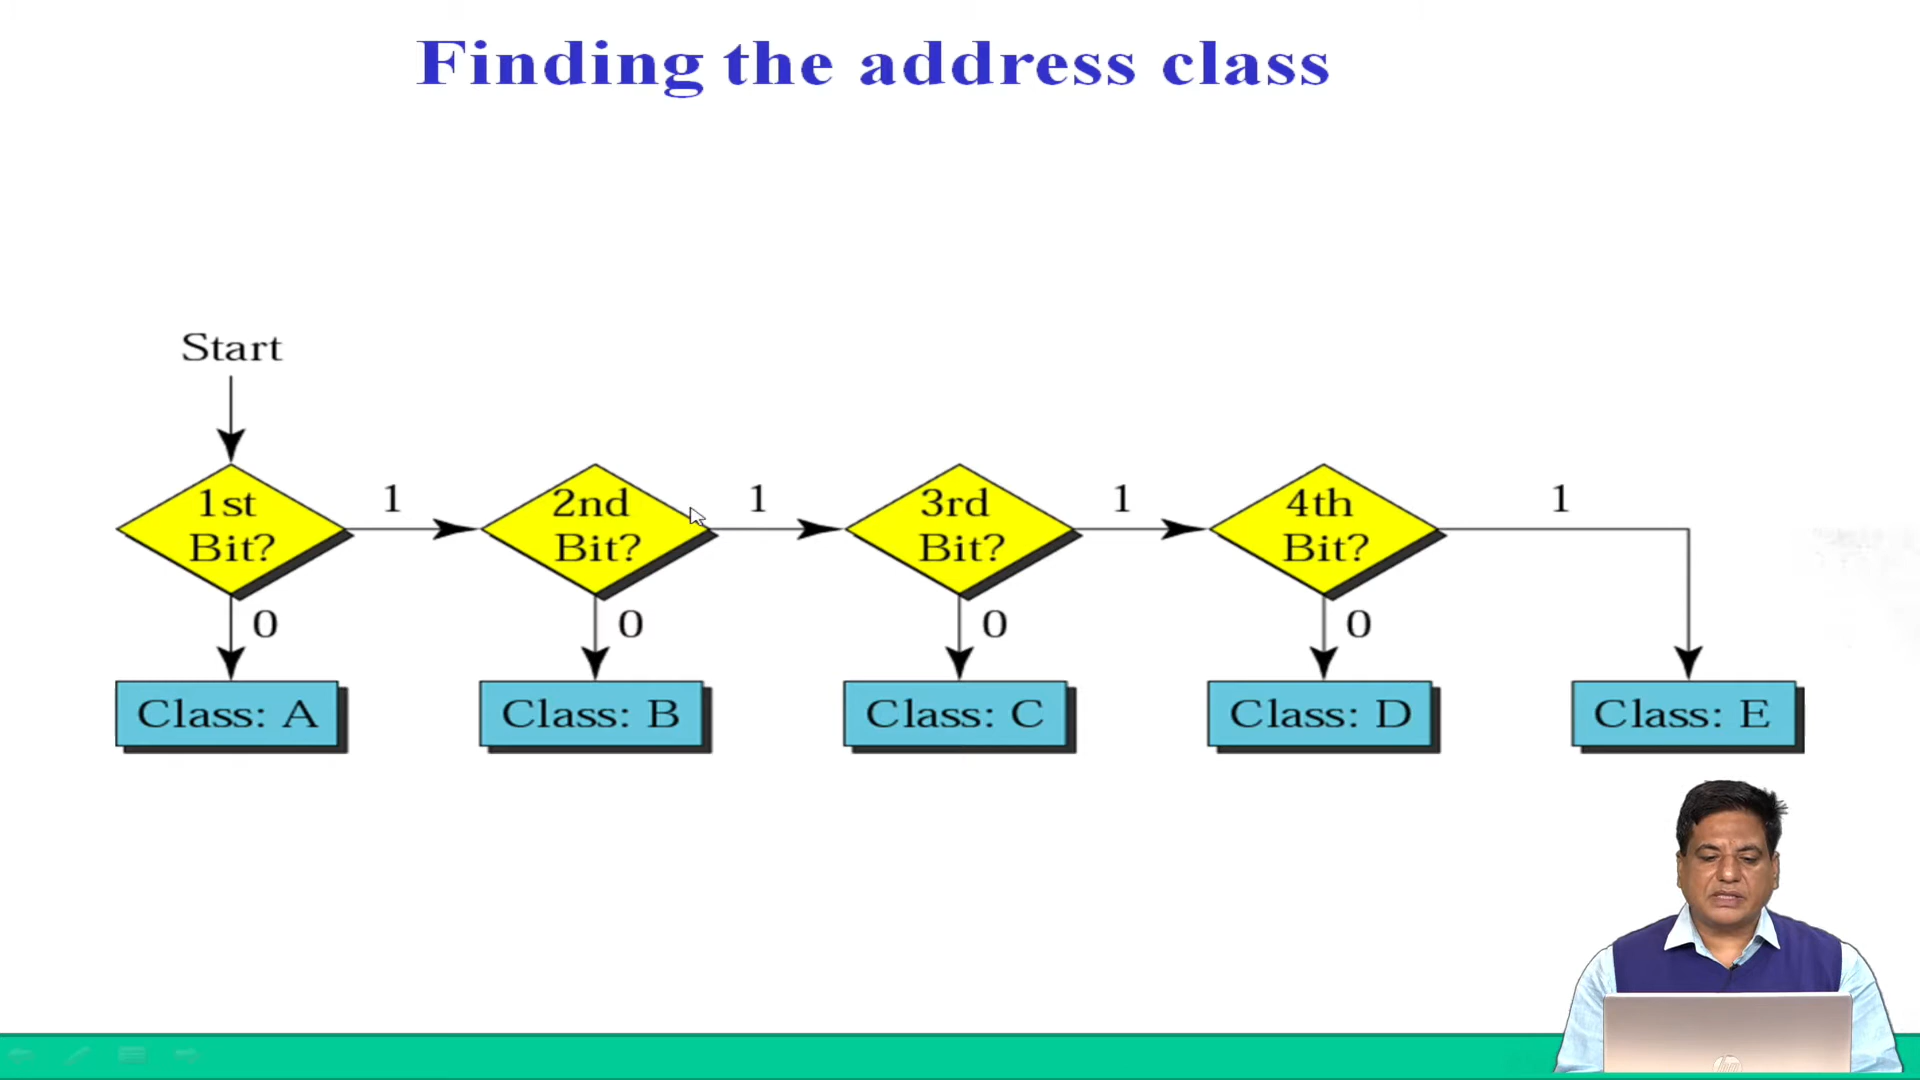 Finding the address class
Start
1st
Bit?
1
2nd
Bit?
1
3rd
Bit?
1
4th
Bit?
1
0
0
0
0
Class: A
Class: B
Class: C
Class: D
Class: E
hp